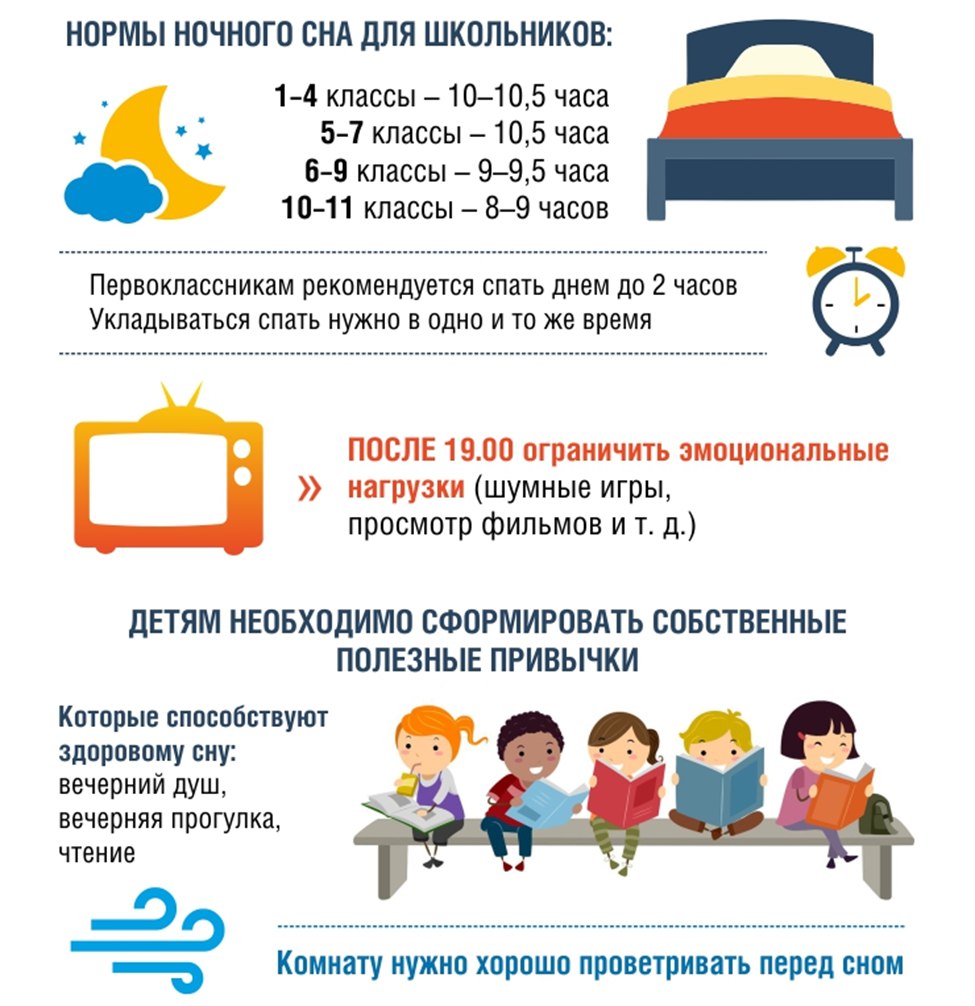 НОРМЫ НОЧНОГО СНА ДЛЯ ШКОЛЬНИКОВ:
1–4 классы – 10–10,5 часа
5–7 классы – 10,5 часа
6–9 классы – 9–9,5 часа
10–11 классы – 8–9 часов
Первоклассникам рекомендуется спать днем до 2 часов
Укладываться спать нужно в одно и то же время
ПОСЛЕ 19.00 ограничить эмоциональные
» нагрузки (шумные игры,
просмотр фильмов и т. д.)
ДЕТЯМ НЕОБХОДИМО СФОРМИРОВАТЬ СОБСТВЕННЫЕ
ПОЛЕЗНЫЕ ПРИВЫЧКИ
Которые способствуют
здоровому сну:
вечерний душ,
вечерняя прогулка,
чтение
Комнату нужно хорошо проветривать перед сном